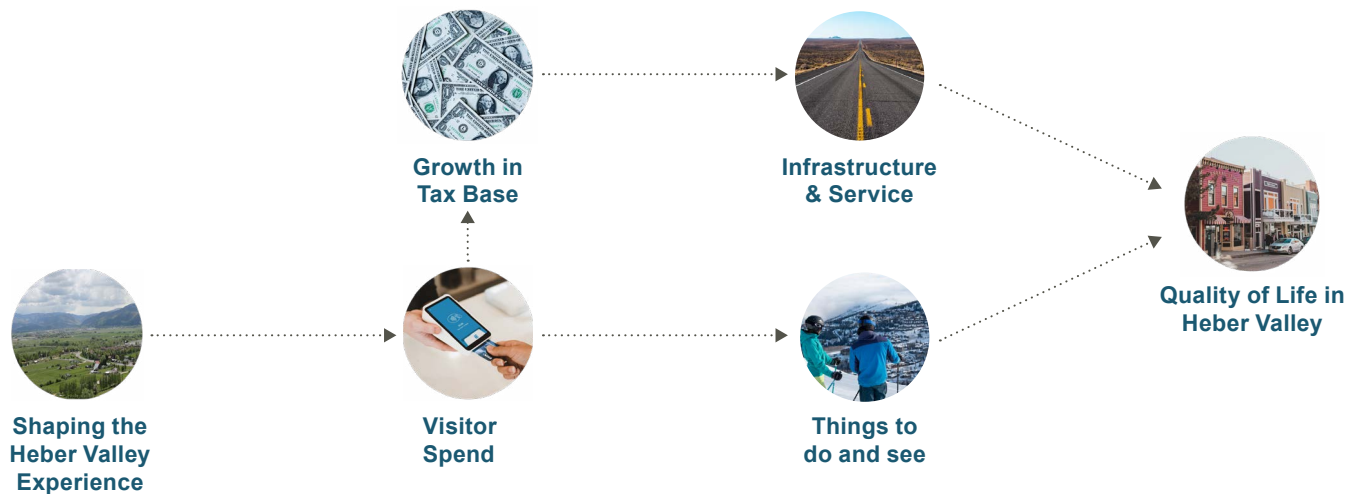 Growth in
Tax Base
Infrastructure
& Service
Quality of Life in
Heber Valley
Shaping the
Heber Valley
Experience
Visitor
Spend
Things to
do and see